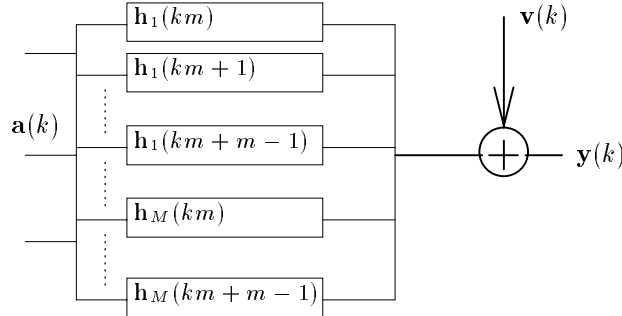 h₁(km)
v(k)
h₁(km + 1)
a(k)
h₁(km + m − 1)
y(k)
h_M(km)
h_M(km + m − 1)